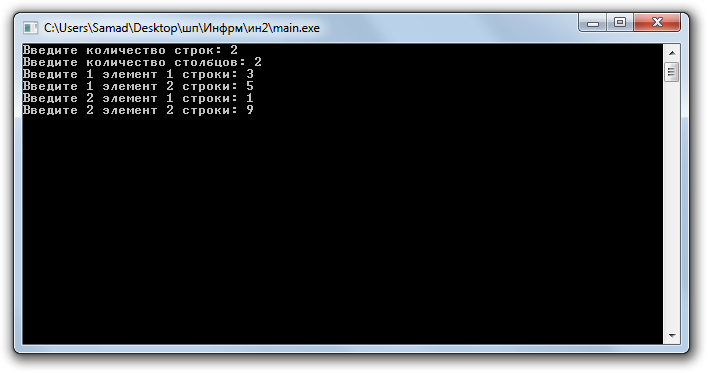 C:\Users\Samad\Desktop\шп\Инфрм\ин2\main.exe
Введите количество строк: 2
Введите количество столбцов: 2
Введите 1 элемент 1 строки: 3
Введите 1 элемент 2 строки: 5
Введите 2 элемент 1 строки: 1
Введите 2 элемент 2 строки: 9